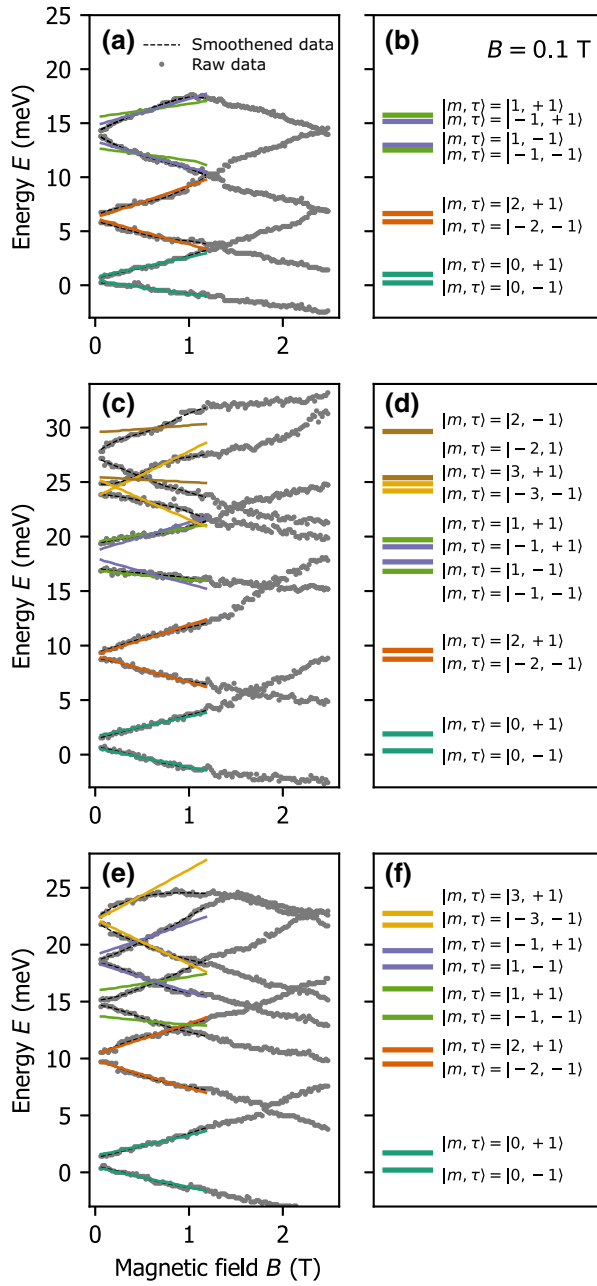 (a)
Smoothened data
Raw data
Energy E (meV)
25
20
15
10
5
0
0
1
2
(b)
B = 0.1 T
|m, τ⟩ = |1, +1⟩
|m, τ⟩ = |−1, +1⟩
|m, τ⟩ = |1, −1⟩
|m, τ⟩ = |−1, −1⟩
|m, τ⟩ = |2, +1⟩
|m, τ⟩ = |−2, −1⟩
|m, τ⟩ = |0, +1⟩
|m, τ⟩ = |0, −1⟩
(c)
Energy E (meV)
30
25
20
15
10
5
0
0
1
2
(d)
|m, τ⟩ = |2, −1⟩
|m, τ⟩ = |−2, 1⟩
|m, τ⟩ = |3, +1⟩
|m, τ⟩ = |−3, −1⟩
|m, τ⟩ = |1, +1⟩
|m, τ⟩ = |−1, +1⟩
|m, τ⟩ = |1, −1⟩
|m, τ⟩ = |−1, −1⟩
|m, τ⟩ = |2, +1⟩
|m, τ⟩ = |−2, −1⟩
|m, τ⟩ = |0, +1⟩
|m, τ⟩ = |0, −1⟩
(e)
Energy E (meV)
25
20
15
10
5
0
0
1
2
Magnetic field B (T)
(f)
|m, τ⟩ = |3, +1⟩
|m, τ⟩ = |−3, −1⟩
|m, τ⟩ = |−1, +1⟩
|m, τ⟩ = |1, −1⟩
|m, τ⟩ = |1, +1⟩
|m, τ⟩ = |−1, −1⟩
|m, τ⟩ = |2, +1⟩
|m, τ⟩ = |−2, −1⟩
|m, τ⟩ = |0, +1⟩
|m, τ⟩ = |0, −1⟩